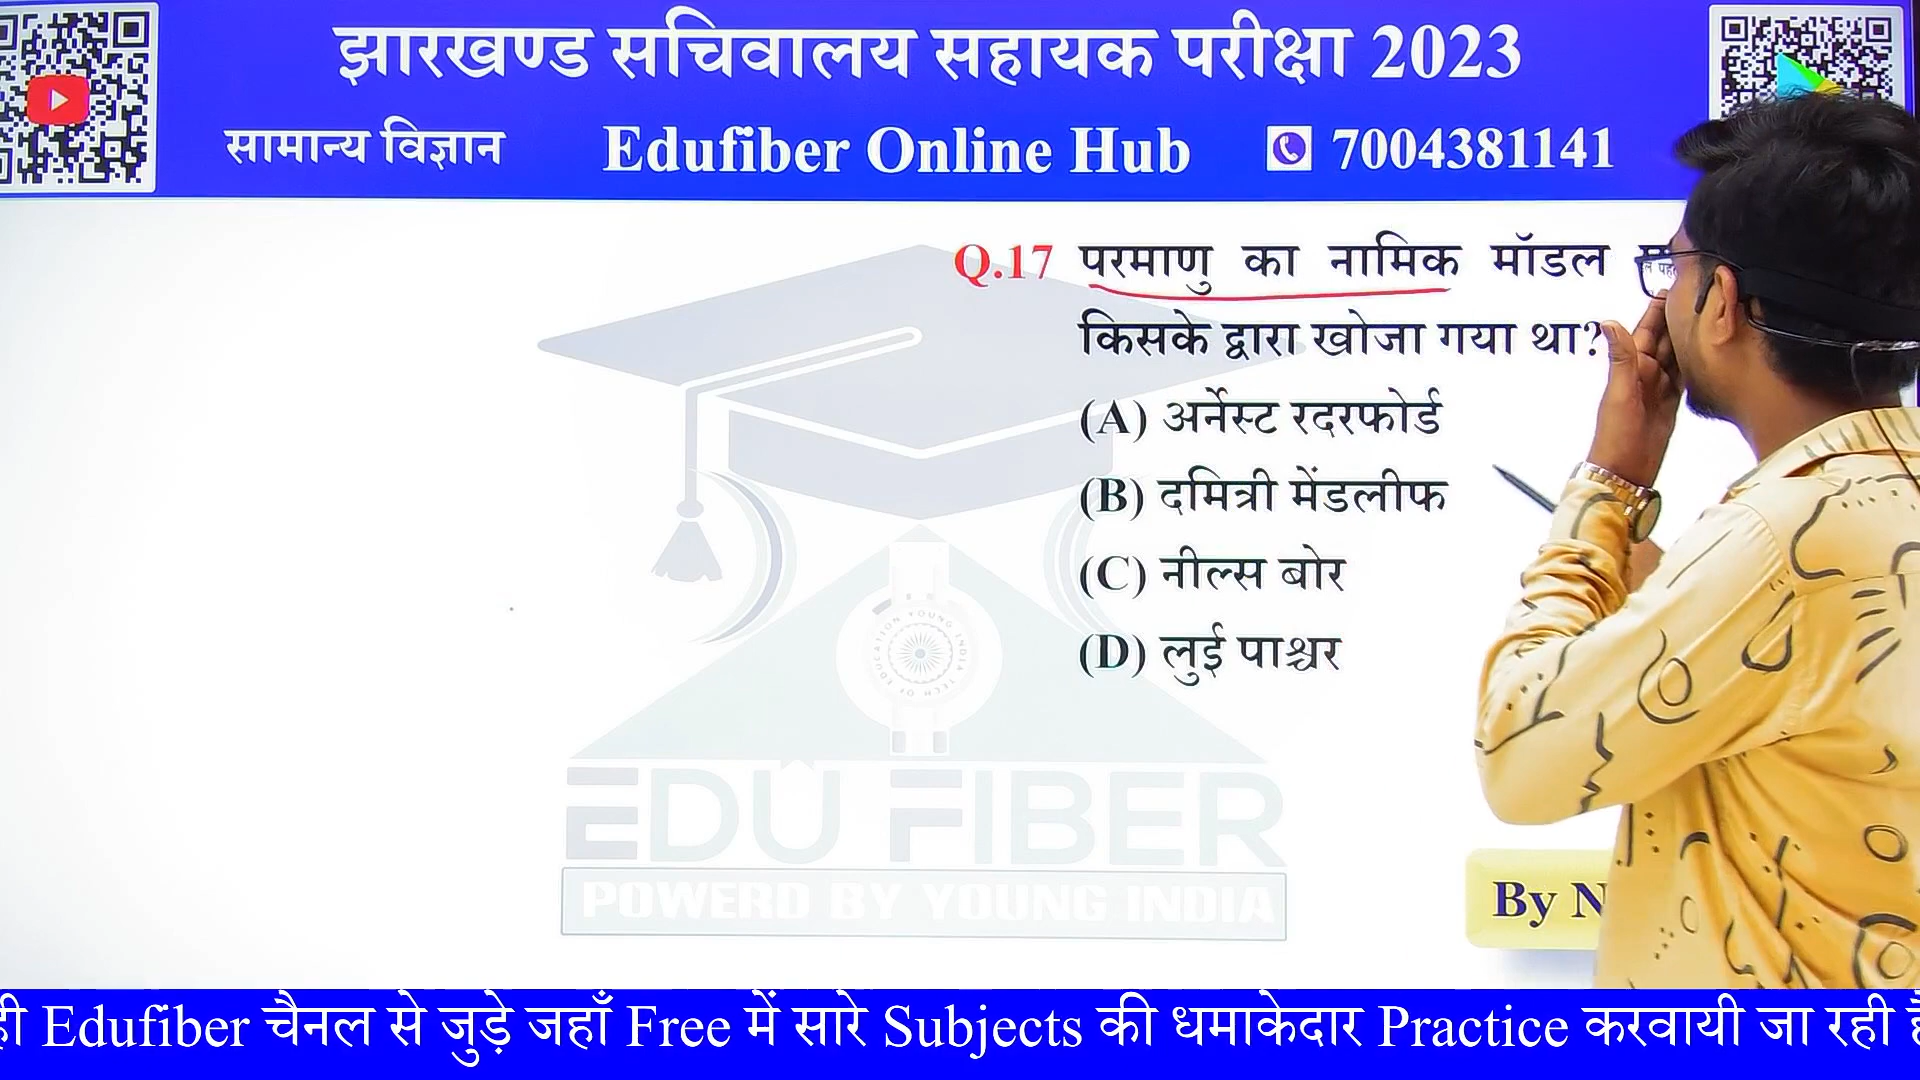 झारखण्ड सचिवालय सहायक परीक्षा 2023
सामान्य विज्ञान Edufiber Online Hub 7004381141
Q.17 परमाणु का नामिक मॉडल
किसके द्वारा खोजा गया था?
(A) अर्नेस्ट रदरफोर्ड
(B) दमित्री मेंडलीफ
(C) नील्स बोर
(D) लुई पाश्चर
EDU FIBER
POWERD BY YOUNG INDIA
By
ही Edufiber चैनल से जुड़े जहाँ Free में सारे Subjects की धमाकेदार Practice करवायी जा रही